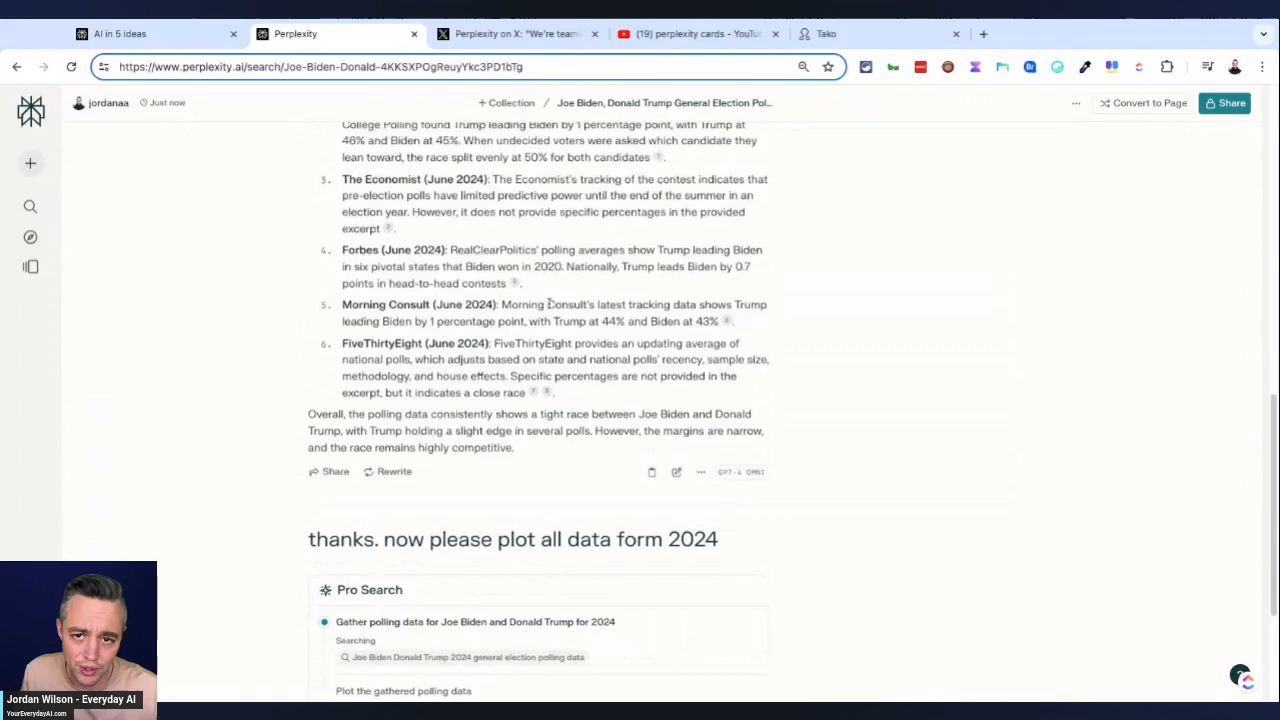 AI in 5 ideas
Perplexity
Perplexity on X: "We're team
(19) perplexity cards - YouTu
Tako
https://www.perplexity.ai/search/Joe-Biden-Donald-4KKSXPOgReuyYkc3PD1bTg
jordanaa
Just now
Collection / Joe Biden, Donald Trump General Election Pol...
Convert to Page
Share
College Polling found Trump leading Biden by 1 percentage point, with Trump at
46% and Biden at 45%. When undecided voters were asked which candidate they
lean toward, the race split evenly at 50% for both candidates
3. The Economist (June 2024): The Economist's tracking of the contest indicates that
pre-election polls have limited predictive power until the end of the summer in an
election year. However, it does not provide specific percentages in the provided
excerpt
4. Forbes (June 2024): RealClearPolitics' polling averages show Trump leading Biden
in six pivotal states that Biden won in 2020. Nationally, Trump leads Biden by 0.7
points in head-to-head contests
5. Morning Consult (June 2024): Morning Consult's latest tracking data shows Trump
leading Biden by 1 percentage point, with Trump at 44% and Biden at 43%
6. FiveThirtyEight (June 2024): FiveThirtyEight provides an updating average of
national polls, which adjusts based on state and national polls' recency, sample size,
methodology, and house effects. Specific percentages are not provided in the
excerpt, but it indicates a close race
Overall, the polling data consistently shows a tight race between Joe Biden and Donald
Trump, with Trump holding a slight edge in several polls. However, the margins are narrow,
and the race remains highly competitive.
Share
Rewrite
GPT-4 OMNI
thanks. now please plot all data form 2024
Pro Search
Gather polling data for Joe Biden and Donald Trump for 2024
Searching
Joe Biden Donald Trump 2024 general election polling data
Plot the gathered polling data
Jordan Wilson - Everyday AI
YourEverydayAI.com